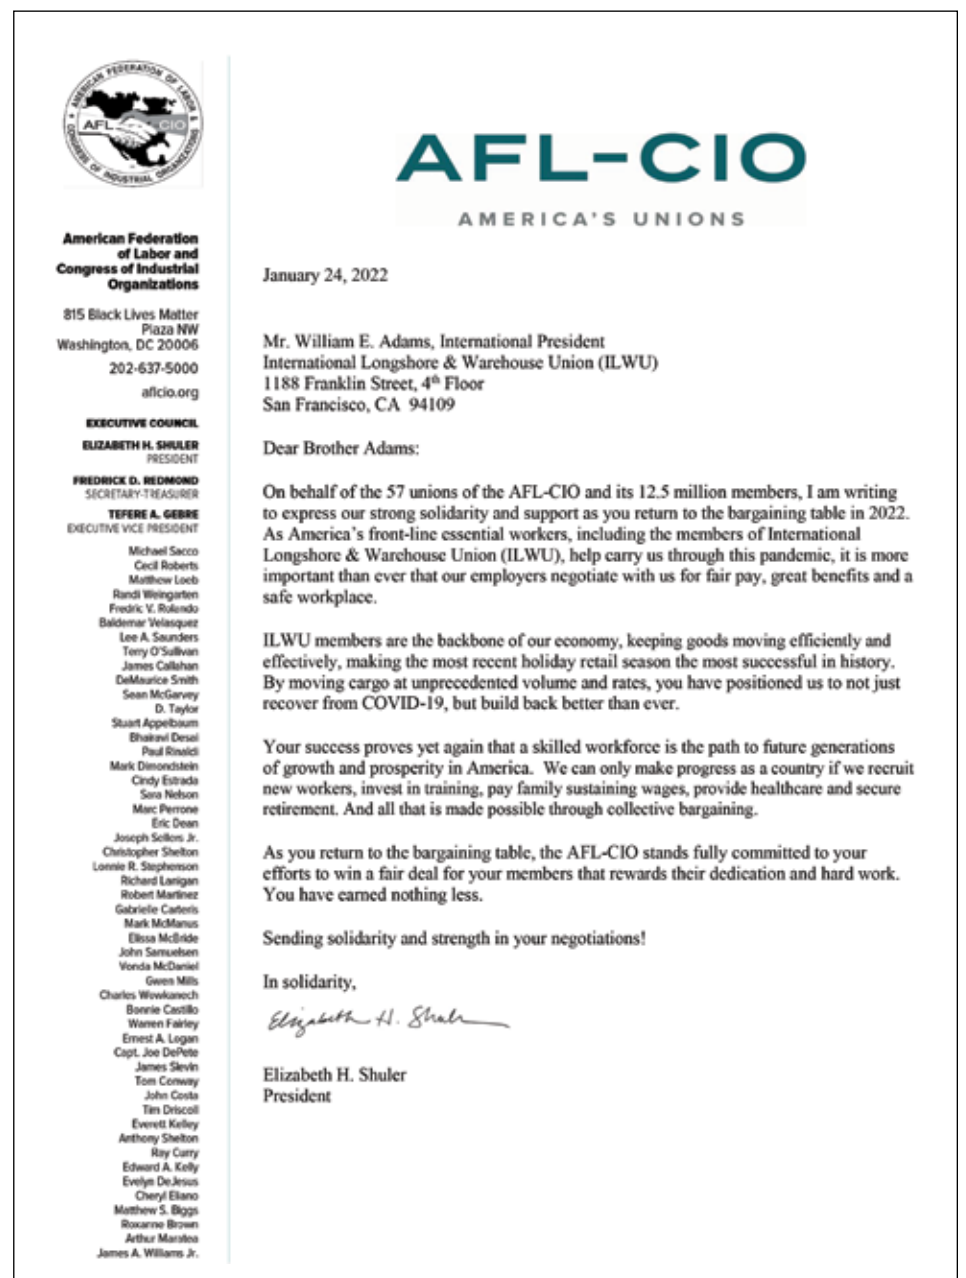 AMERICAN FEDERATION OF LABOR & CONGRESS OF INDUSTRIAL ORGANIZATIONS
AFL CIO
American Federation
of Labor and
Congress of Industrial
Organizations
815 Black Lives Matter
Plaza NW
Washington, DC 20006
202-637-5000
aflcio.org
EXECUTIVE COUNCIL
ELIZABETH H. SHULER
PRESIDENT
FREDRICK D. REDMOND
SECRETARY-TREASURER
TEFERE A. GEBRE
EXECUTIVE VICE PRESIDENT
Michael Sacco
Cecil Roberts
Matthew Loeb
Randi Weingarten
Fredric V. Rolando
Baldemar Velasquez
Lee A. Saunders
Terry O'Sullivan
James Callahan
DeMaurice Smith
Sean McGarvey
D. Taylor
Stuart Appelbaum
Bhairavi Desai
Paul Rinaldi
Mark Dimondstein
Cindy Estrada
Sara Nelson
Marc Perrone
Eric Dean
Joseph Sellers Jr.
Christopher Shelton
Lonnie R. Stephenson
Richard Lanigan
Robert Martinez
Gabrielle Carteris
Mark McManus
Elissa McBride
John Samuelsen
Vonda McDaniel
Gwen Mills
Charles Wowkanech
Bonnie Castillo
Warren Fairley
Ernest A. Logan
Capt. Joe DePete
James Slevin
Tom Conway
John Costa
Tim Driscoll
Everett Kelley
Anthony Shelton
Ray Curry
Edward A. Kelly
Evelyn DeJesus
Cheryl Eliano
Matthew S. Biggs
Roxanne Brown
Arthur Maratea
James A. Williams Jr.
AFL-CIO
AMERICA'S UNIONS
January 24, 2022
Mr. William E. Adams, International President
International Longshore & Warehouse Union (ILWU)
1188 Franklin Street, 4th Floor
San Francisco, CA 94109
Dear Brother Adams:
On behalf of the 57 unions of the AFL-CIO and its 12.5 million members, I am writing
to express our strong solidarity and support as you return to the bargaining table in 2022.
As America's front-line essential workers, including the members of International
Longshore & Warehouse Union (ILWU), help carry us through this pandemic, it is more
important than ever that our employers negotiate with us for fair pay, great benefits and a
safe workplace.
ILWU members are the backbone of our economy, keeping goods moving efficiently and
effectively, making the most recent holiday retail season the most successful in history.
By moving cargo at unprecedented volume and rates, you have positioned us to not just
recover from COVID-19, but build back better than ever.
Your success proves yet again that a skilled workforce is the path to future generations
of growth and prosperity in America. We can only make progress as a country if we recruit
new workers, invest in training, pay family sustaining wages, provide healthcare and secure
retirement. And all that is made possible through collective bargaining.
As you return to the bargaining table, the AFL-CIO stands fully committed to your
efforts to win a fair deal for your members that rewards their dedication and hard work.
You have earned nothing less.
Sending solidarity and strength in your negotiations!
In solidarity,
Elizabeth H. Shuler
Elizabeth H. Shuler
President